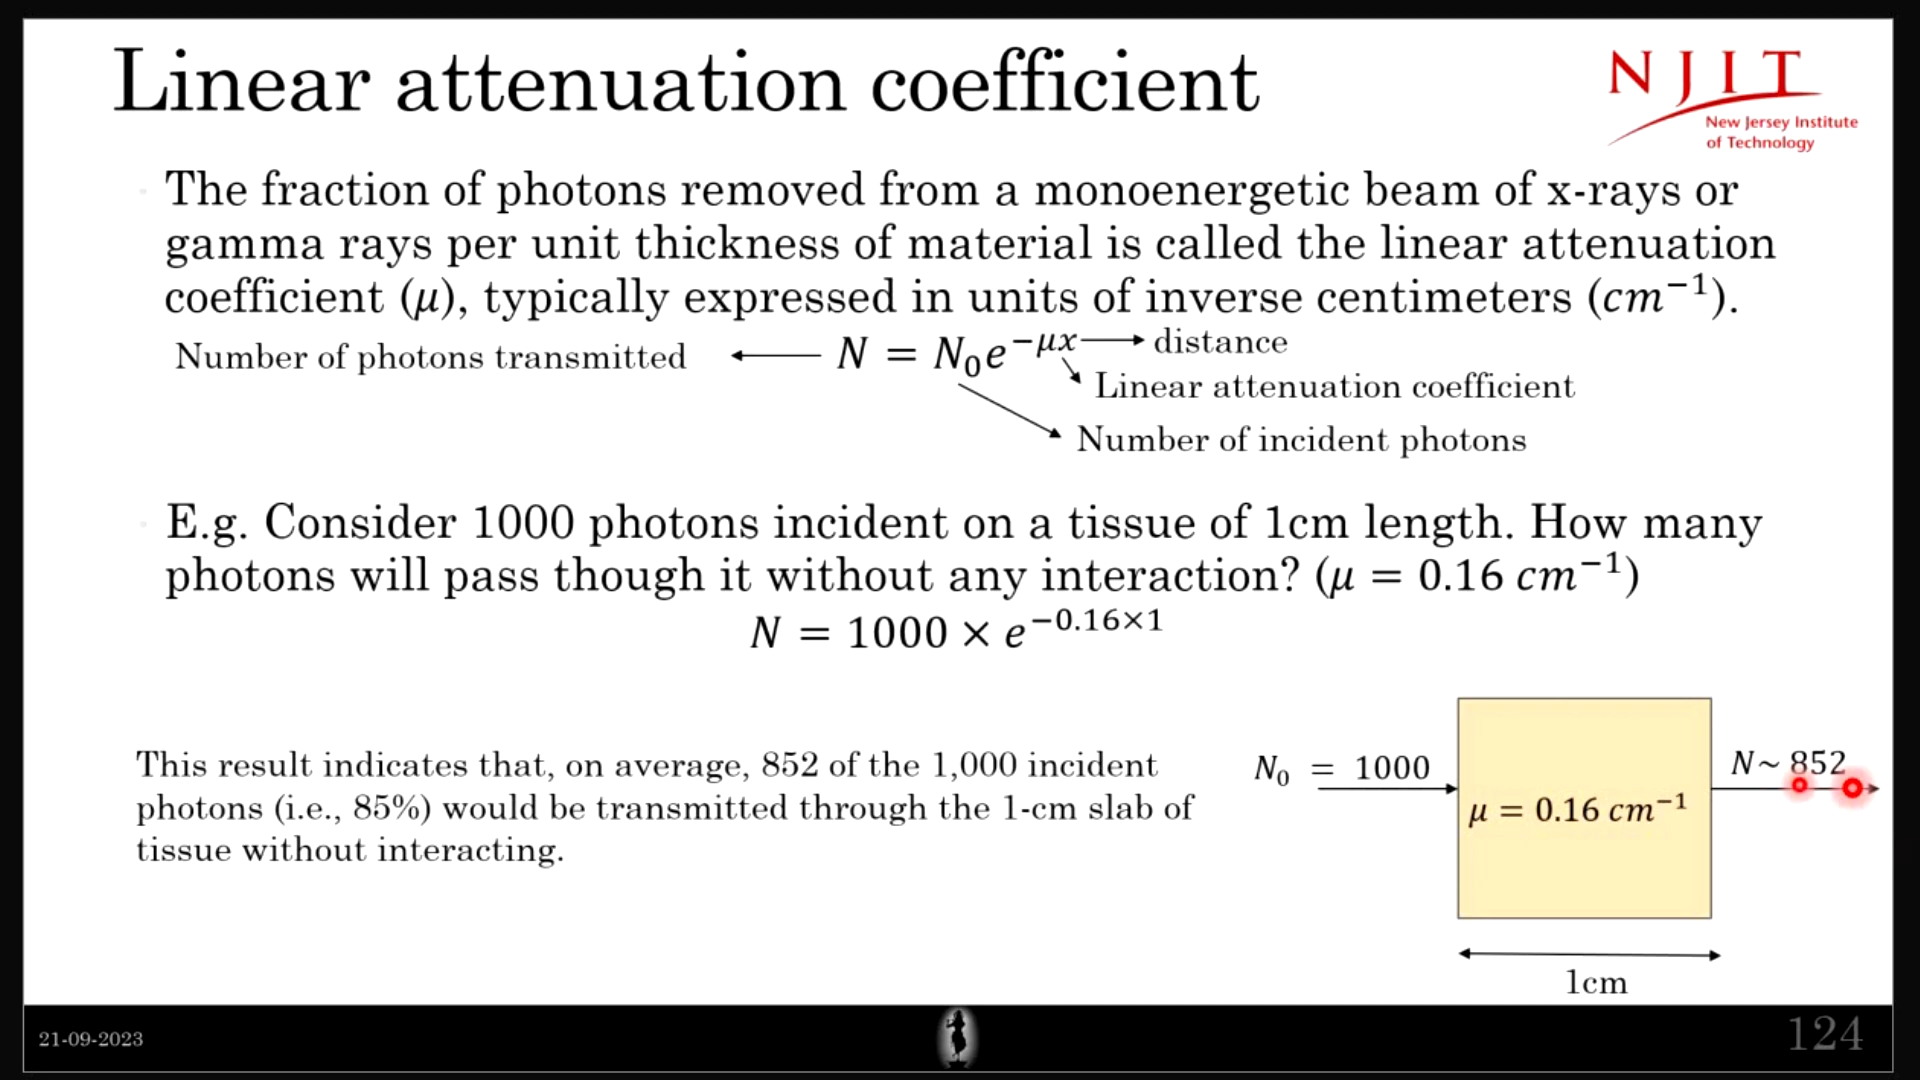 Linear attenuation coefficient
NJIT
New Jersey Institute
of Technology
The fraction of photons removed from a monoenergetic beam of x-rays or
gamma rays per unit thickness of material is called the linear attenuation
coefficient (μ), typically expressed in units of inverse centimeters (cm⁻¹).
Number of photons transmitted
N = N₀e^{−μx}
distance
Linear attenuation coefficient
Number of incident photons
E.g. Consider 1000 photons incident on a tissue of 1cm length. How many
photons will pass though it without any interaction? (μ = 0.16 cm⁻¹)
N = 1000 × e^{−0.16×1}
This result indicates that, on average, 852 of the 1,000 incident
photons (i.e., 85%) would be transmitted through the 1-cm slab of
tissue without interacting.
N₀ = 1000
μ = 0.16 cm⁻¹
N~ 852
1cm
21-09-2023
124